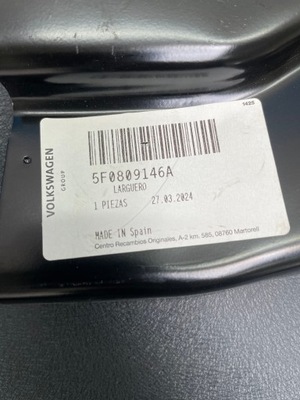 1425
VOLKSWAGEN
GROUP
5F0809146A
LARGUERO
1 PIEZAS 27.03.2024
MADE IN Spain
Centro Recambios Originales, A-2 km. 585, 08760 Martorell